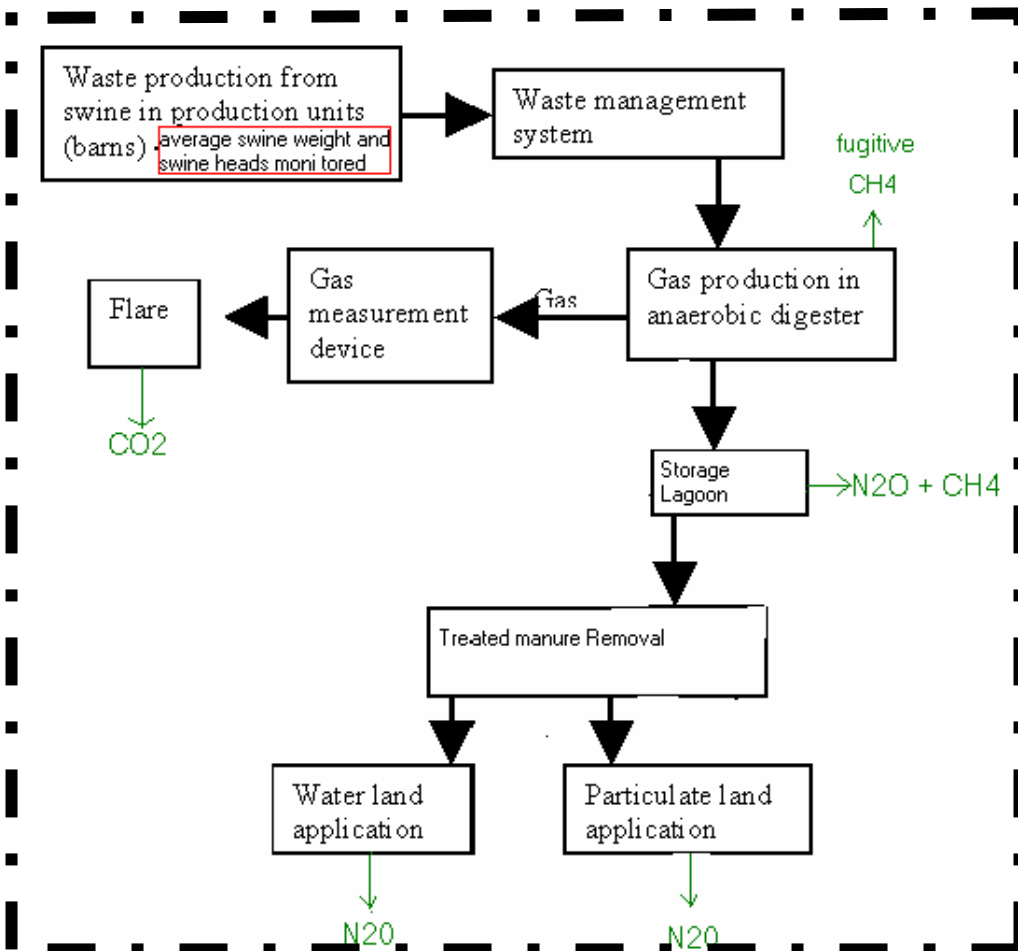 Waste production from
swine in production units
(barns) .
average swine weight and
swine heads moni tored
Waste management
system
fugitive
CH4
Flare
Gas
measurement
device
Gas
Gas production in
anaerobic digester
CO2
Storage
Lagoon
N2O + CH4
Treated manure Removal
Water land
application
Particulate land
application
N20
N20